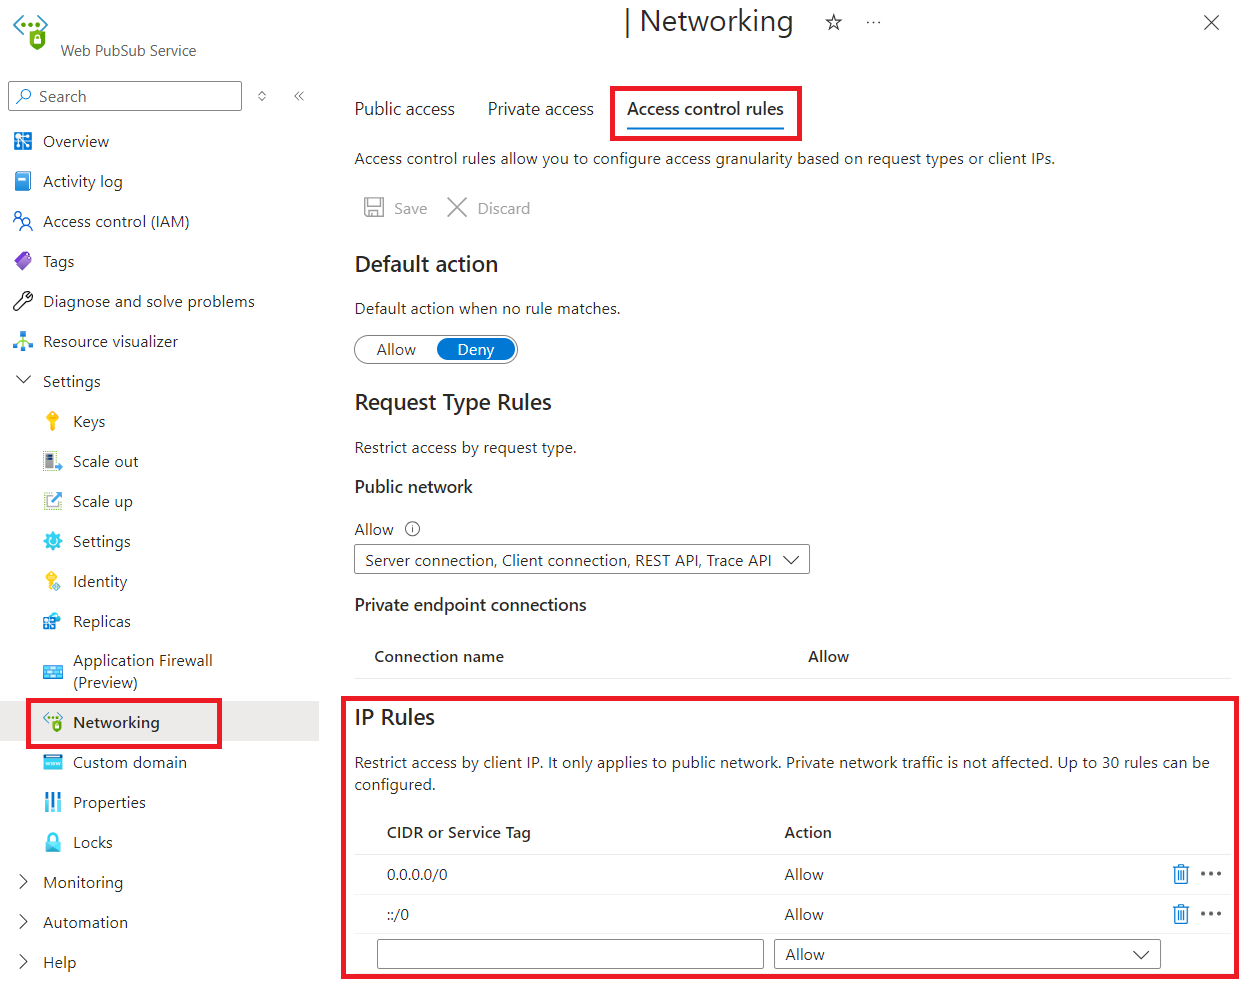 | Networking
Web PubSub Service
Search
Overview
Activity log
Access control (IAM)
Tags
Diagnose and solve problems
Resource visualizer
Settings
Keys
Scale out
Scale up
Settings
Identity
Replicas
Application Firewall
(Preview)
Networking
Custom domain
Properties
Locks
Monitoring
Automation
Help
Public access Private access Access control rules
Access control rules allow you to configure access granularity based on request types or client IPs.
Save Discard
Default action
Default action when no rule matches.
Allow Deny
Request Type Rules
Restrict access by request type.
Public network
Allow
Server connection, Client connection, REST API, Trace API
Private endpoint connections
Connection name Allow
IP Rules
Restrict access by client IP. It only applies to public network. Private network traffic is not affected. Up to 30 rules can be
configured.
CIDR or Service Tag Action
0.0.0.0/0 Allow
::/0 Allow
Allow